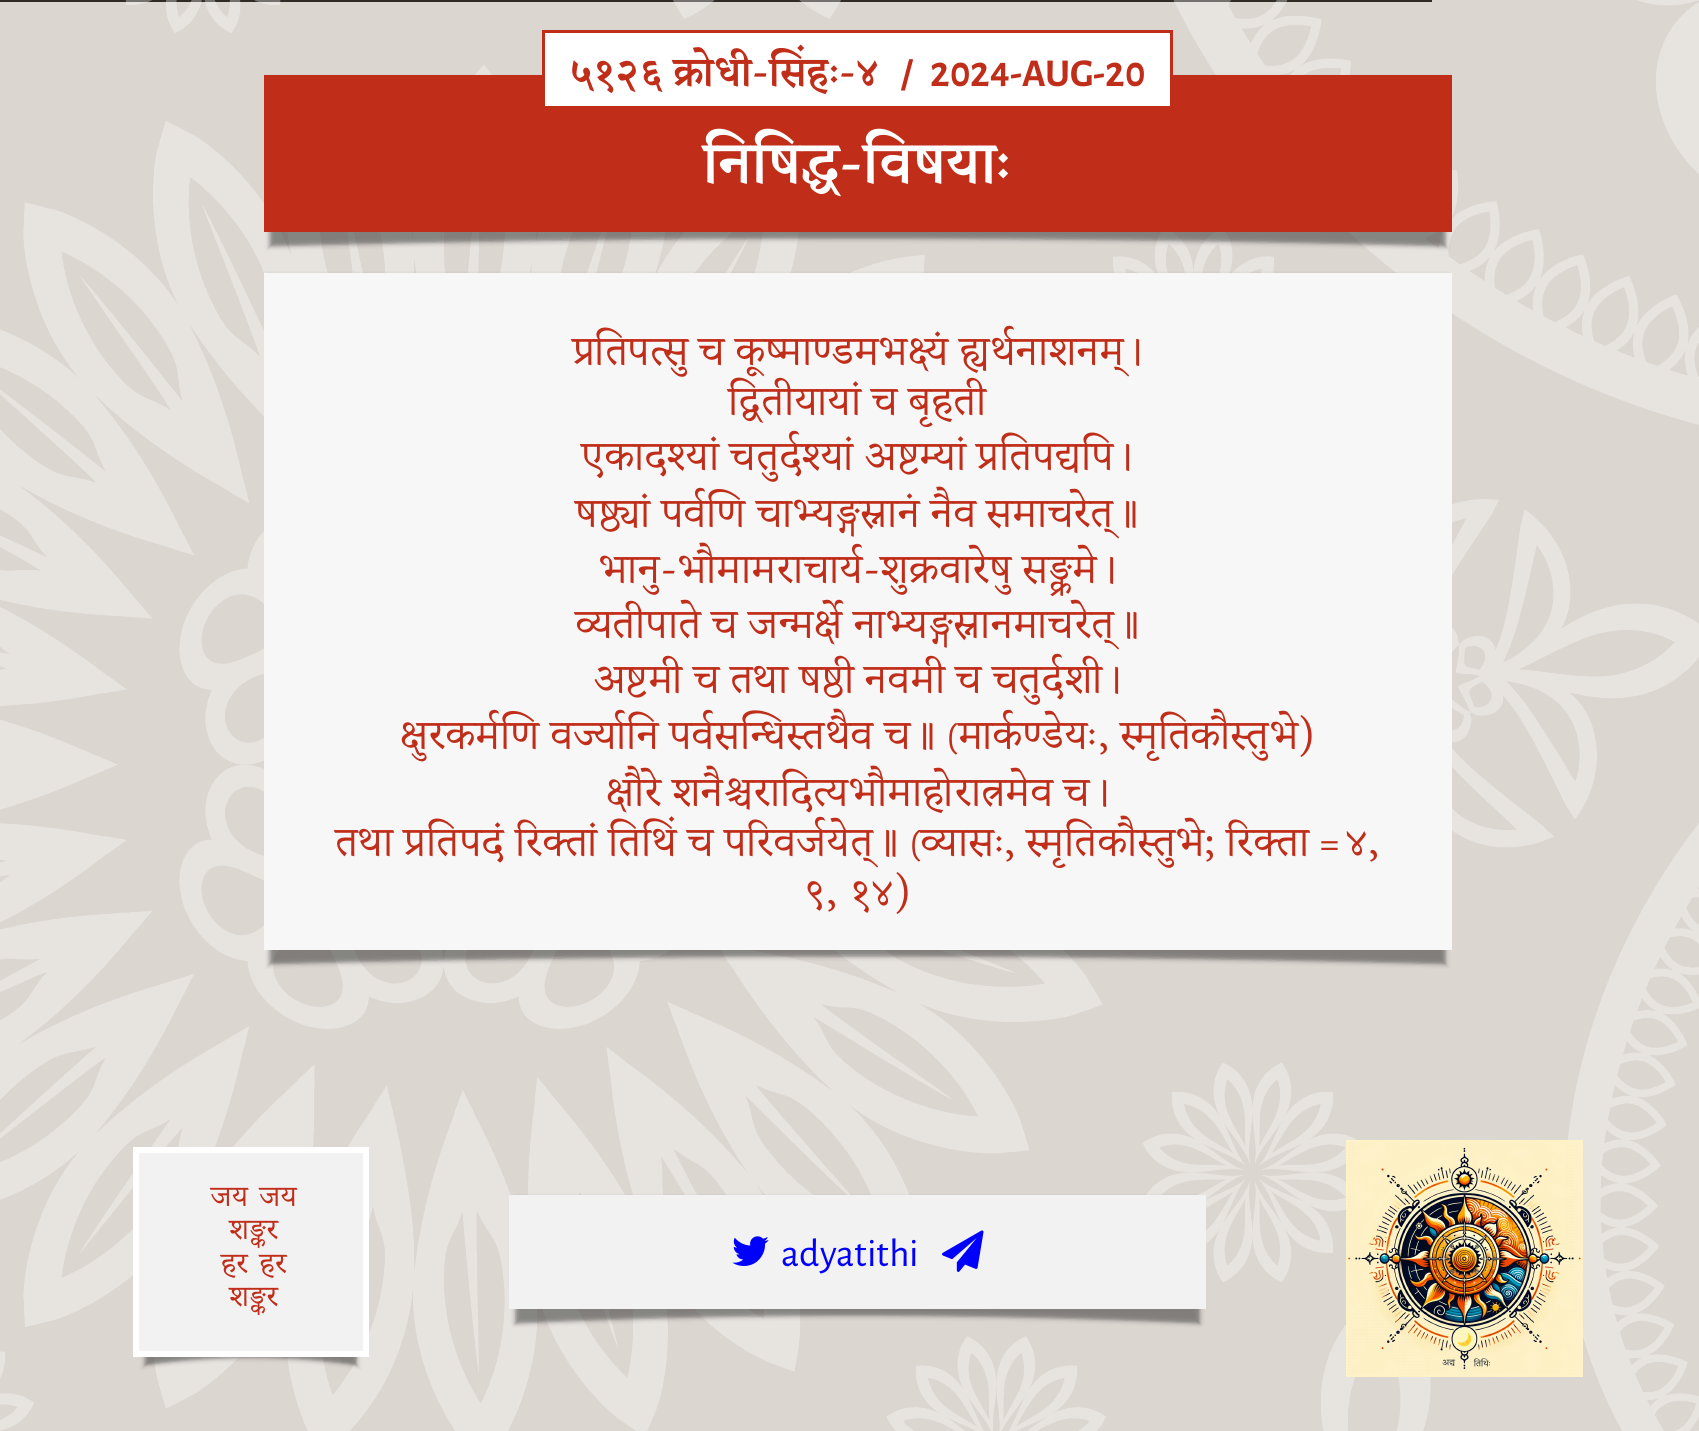 ५१२६ क्रोधी-सिंहः-४ / 2024-AUG-20
निषिद्ध-विषयाः
प्रतिपत्सु च कूष्माण्डमभक्ष्यं ह्यर्थनाशनम्।
द्वितीयायां च बृहती
एकादश्यां चतुर्दश्यां अष्टम्यां प्रतिपद्यपि।
षष्ठ्यां पर्वणि चाभ्यङ्गस्नानं नैव समाचरेत्॥
भानु-भौमामराचार्य-शुक्रवारेषु सङ्क्रमे।
व्यतीपाते च जन्मर्क्षे नाभ्यङ्गस्नानमाचरेत्॥
अष्टमी च तथा षष्ठी नवमी च चतुर्दशी।
क्षुरकर्मणि वर्ज्यानि पर्वसन्धिस्तथैव च॥ (मार्कण्डेयः, स्मृतिकौस्तुभे)
क्षौरे शनैश्चरादित्यभौमाहोरात्रमेव च।
तथा प्रतिपदं रिक्तां तिथिं च परिवर्जयेत्॥ (व्यासः, स्मृतिकौस्तुभे; रिक्ता = ४,
९, १४)
जय जय
शङ्कर
हर हर
शङ्कर
adyatithi
अद्य तिथिः